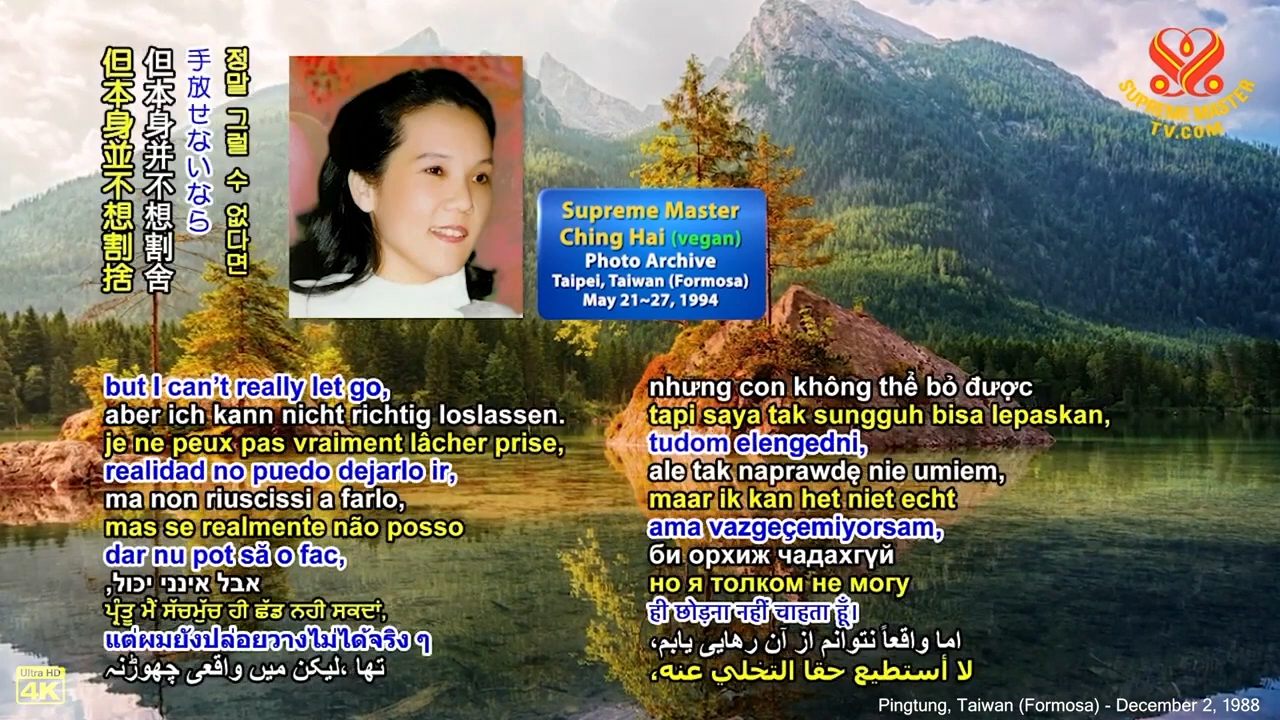 정말 그럴 수 없다면
手放せないなら
但本身并不想割舍
但本身並不想割捨
SUPREME MASTER
TV.COM
Supreme Master
Ching Hai (vegan)
Photo Archive
Taipei, Taiwan (Formosa)
May 21~27, 1994
but I can’t really let go,
aber ich kann nicht richtig loslassen.
je ne peux pas vraiment lâcher prise,
realidad no puedo dejarlo ir,
ma non riuscissi a farlo,
mas se realmente não posso
dar nu pot să o fac,
אבל אינני יכול,
ਪ੍ਰੰਤੂ ਮੈਂ ਸੱਚਮੁੱਚ ਹੀ ਛੱਡ ਨਹੀ ਸਕਦਾਂ,
แต่ผมยังปล่อยวางไม่ได้จริง ๆ
تھا ،لیکن میں واقعی چھوڑنہ
nhưng con không thể bỏ được
tapi saya tak sungguh bisa lepaskan,
tudom elengedni,
ale tak naprawdę nie umiem,
maar ik kan het niet echt
ama vazgeçemiyorsam,
би орхиж чадахгүй
но я толком не могу
ही छोड़ना नहीं चाहता हूँ।
اما واقعاً نتوانم از آن رهایی یابم،
لا أستطيع حقا التخلي عنه،
Ultra HD
4K
Pingtung, Taiwan (Formosa) - December 2, 1988